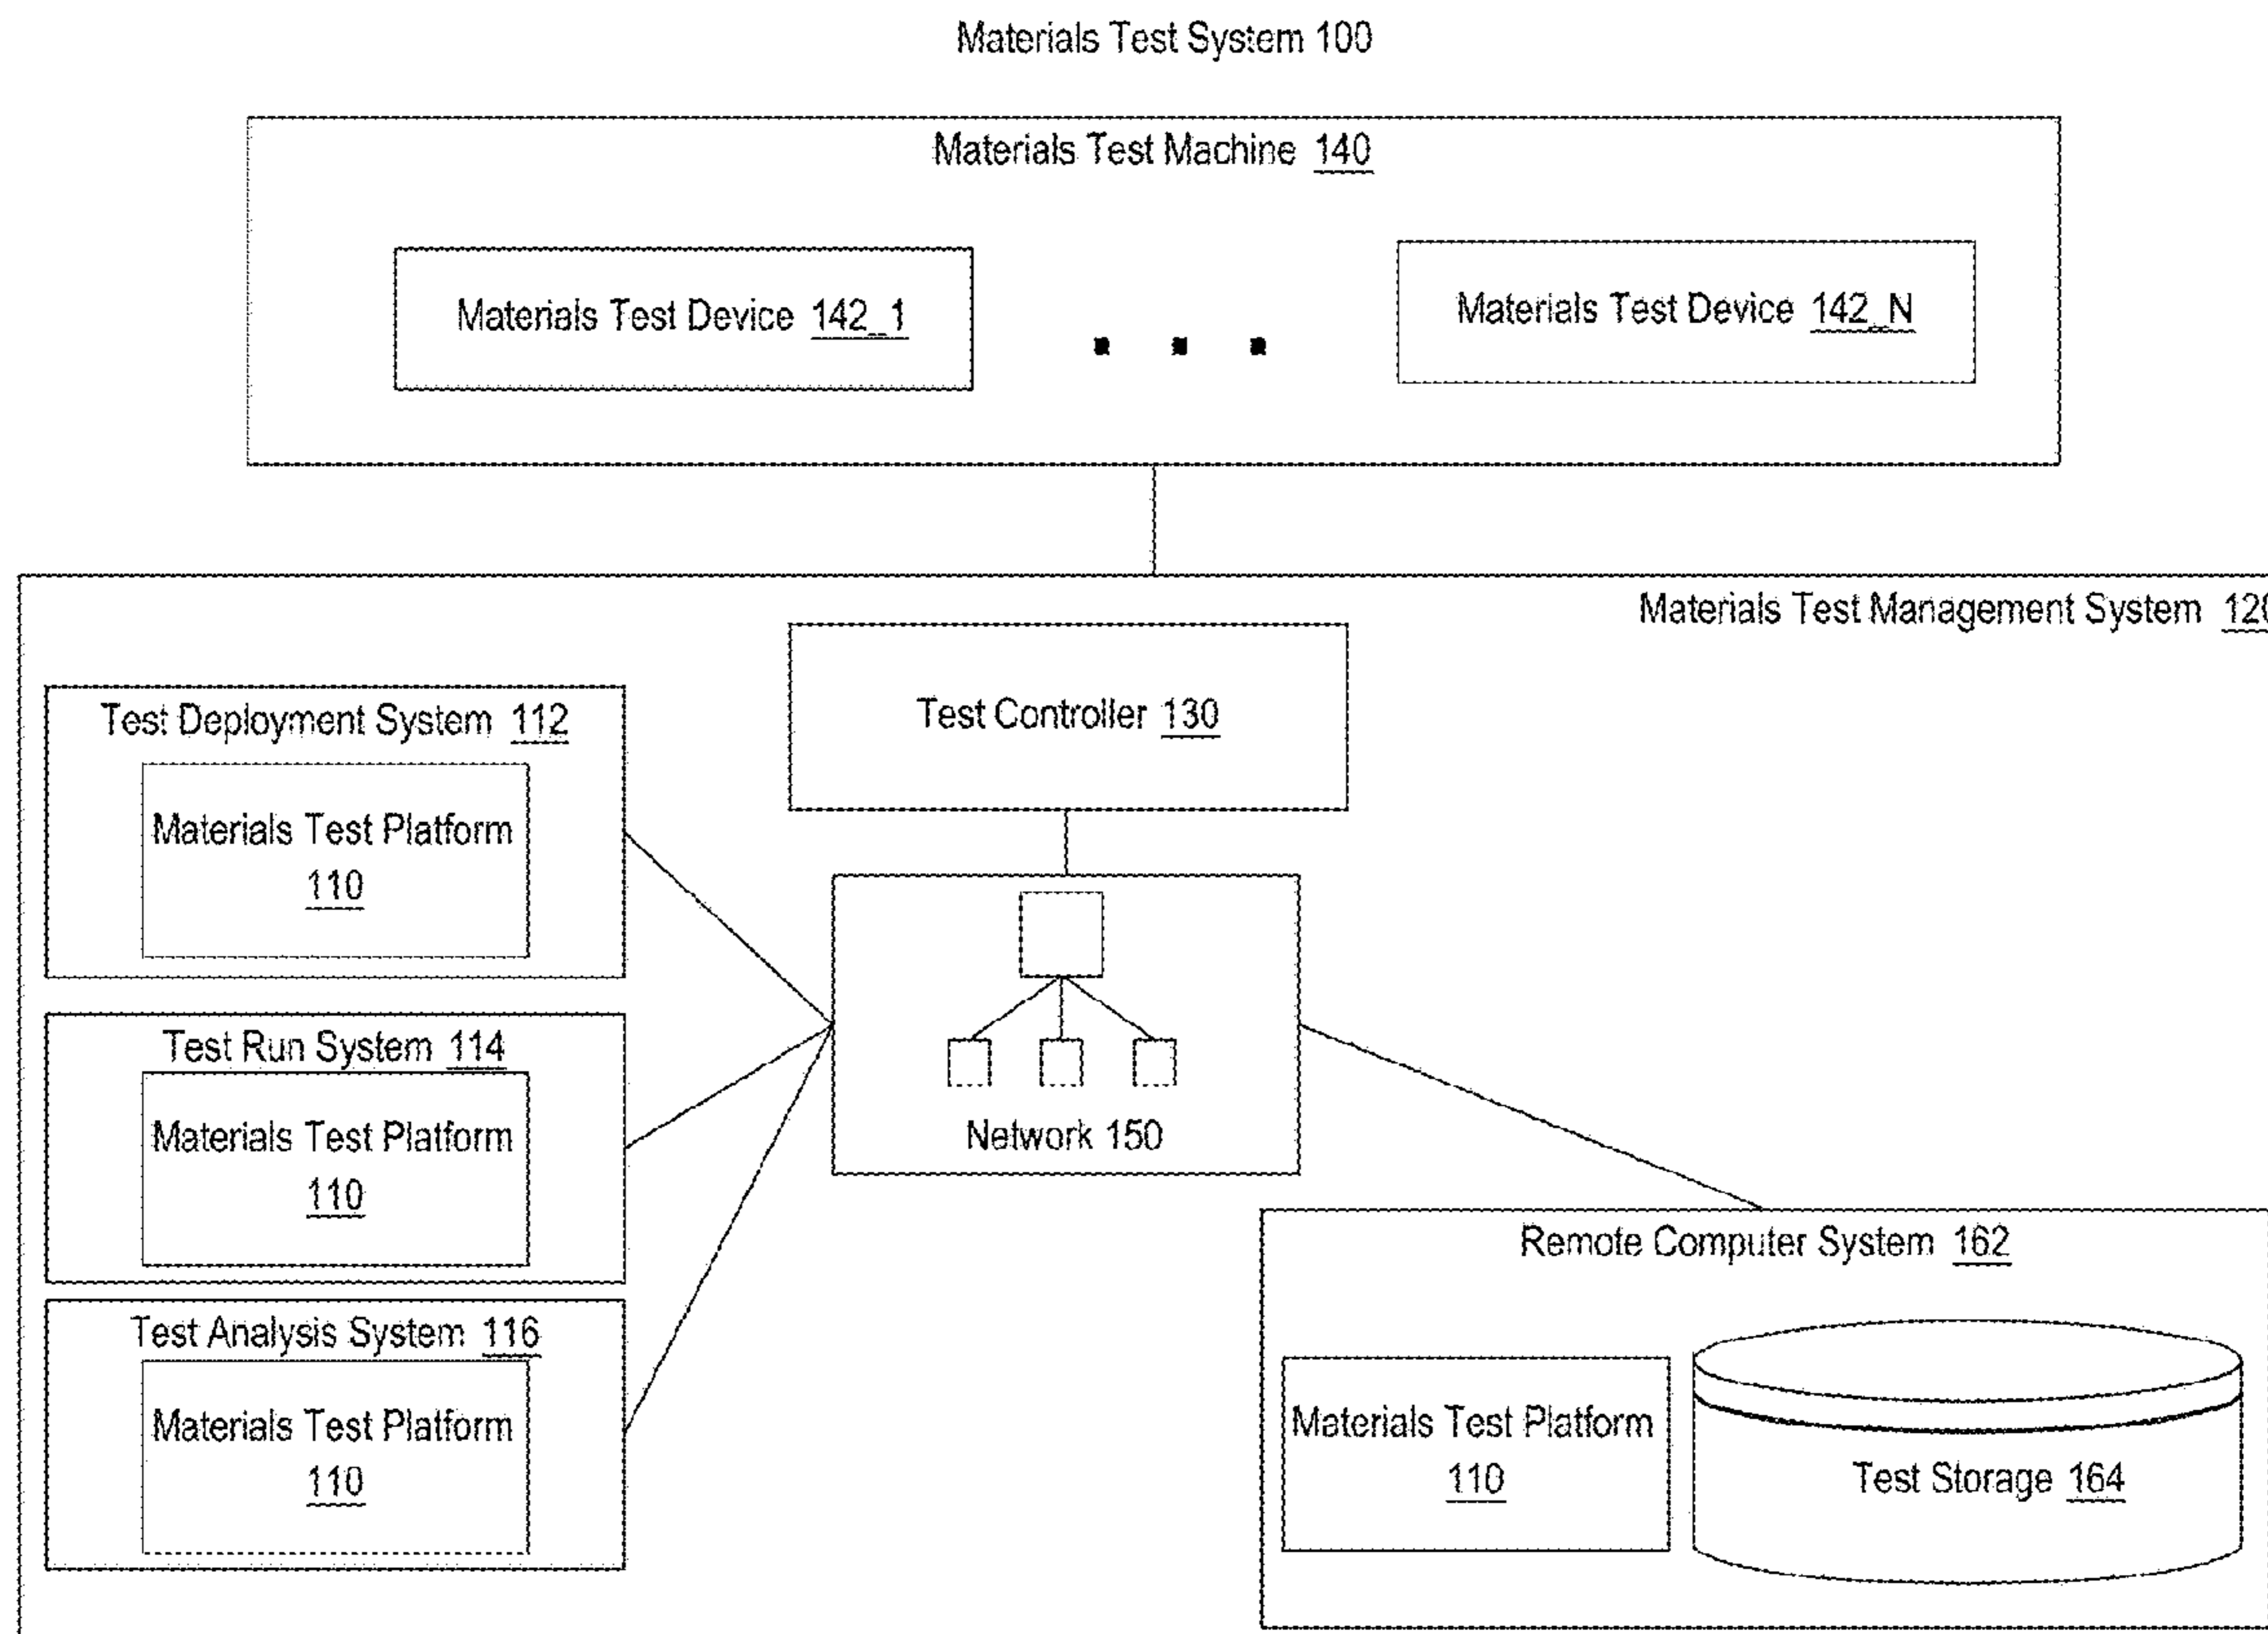 Materials Test System 100
Materials Test Machine 140
Materials Test Device 142_1
Materials Test Device 142_N
Materials Test Management System 120
Test Controller 130
Test Deployment System 112
Materials Test Platform
110
Test Run System 114
Materials Test Platform
110
Test Analysis System 116
Materials Test Platform
110
Network 150
Remote Computer System 162
Materials Test Platform
110
Test Storage 164